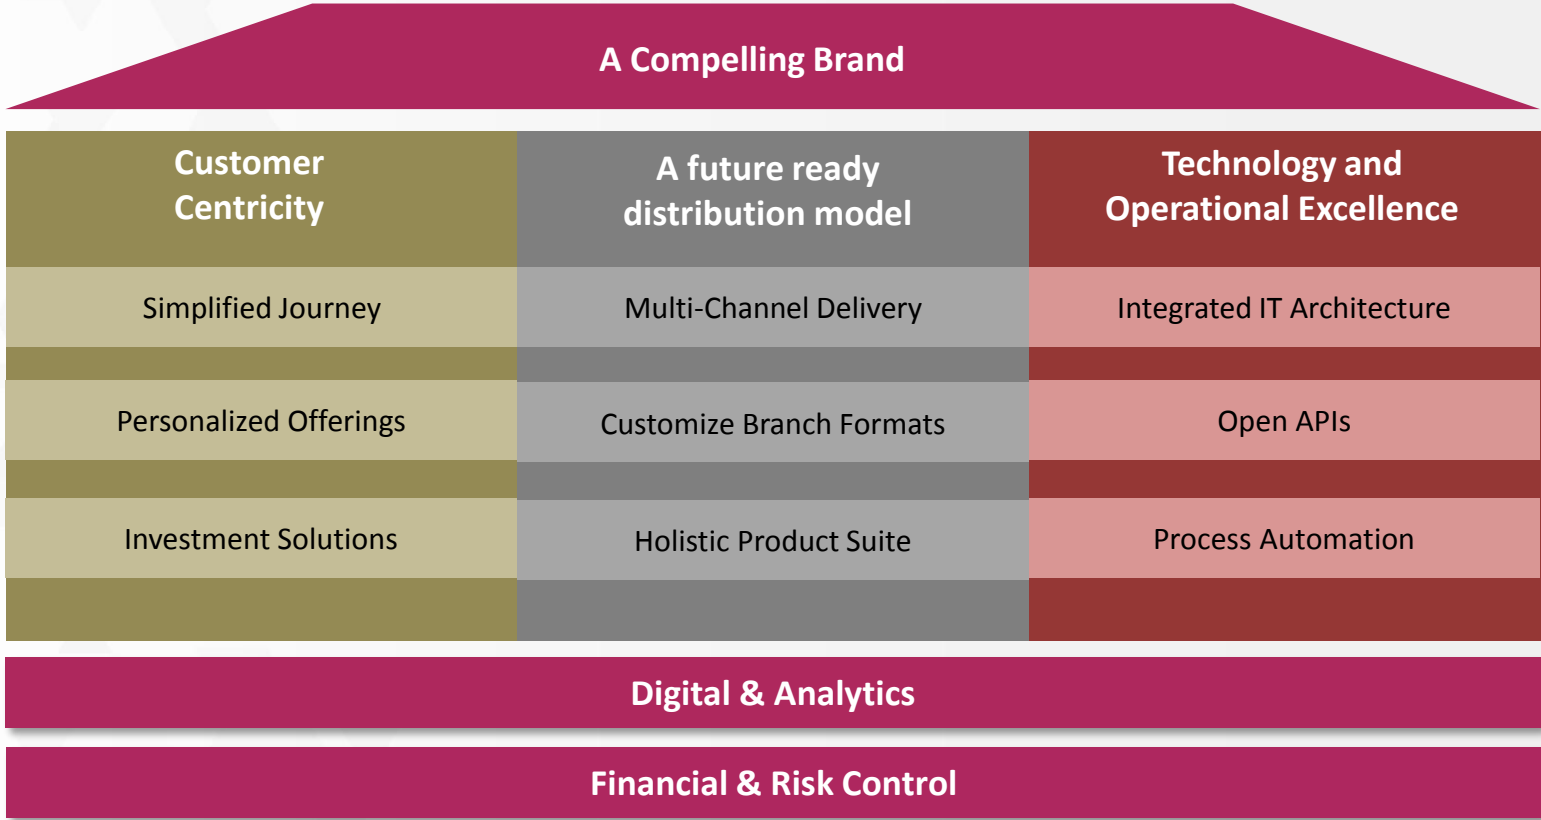 A Compelling Brand
Customer
Centricity
A future ready
distribution model
Technology and
Operational Excellence
Simplified Journey
Multi-Channel Delivery
Integrated IT Architecture
Personalized Offerings
Customize Branch Formats
Open APIs
Investment Solutions
Holistic Product Suite
Process Automation
Digital & Analytics
Financial & Risk Control